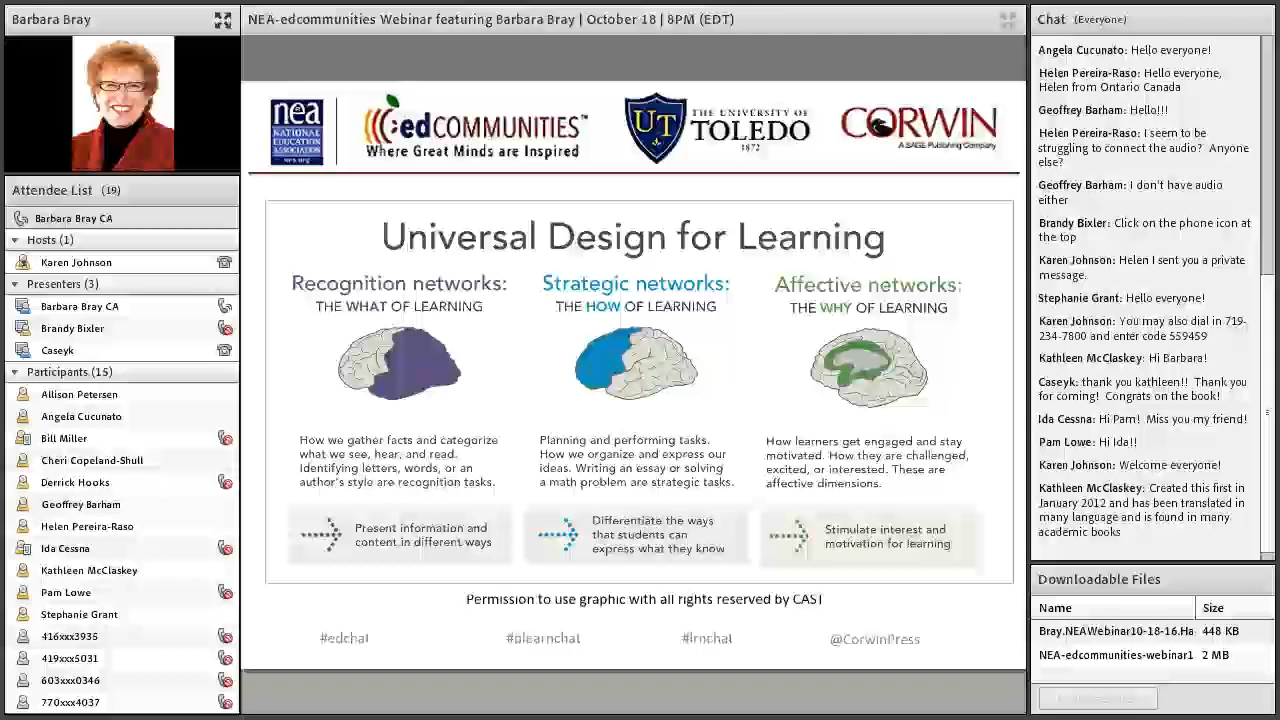 Barbara Bray
NEA-edcommunities Webinar featuring Barbara Bray | October 18 | 8PM (EDT)
Attendee List (19)
Barbara Bray CA
Hosts (1)
Karen Johnson
Presenters (3)
Barbara Bray CA
Brandy Bixler
Caseyk
Participants (15)
Allison Petersen
Angela Cucunato
Bill Miller
Cheri Copeland-Shull
Derrick Hooks
Geoffrey Barham
Helen Pereira-Raso
Ida Cessna
Kathleen McClaskey
Pam Lowe
Stephanie Grant
416xxx3935
419xxx5031
603xxx0346
770xxx4037
nea
NATIONAL
EDUCATION
ASSOCIATION
edCOMMUNITIES™
Where Great Minds are Inspired
UT
THE UNIVERSITY OF
TOLEDO
1872
CORWIN
A SAGE Publishing Company
Universal Design for Learning
Recognition networks:
THE WHAT OF LEARNING
How we gather facts and categorize
what we see, hear, and read.
Identifying letters, words, or an
author's style are recognition tasks.
Present information and
content in different ways
Strategic networks:
THE HOW OF LEARNING
Planning and performing tasks.
How we organize and express our
ideas. Writing an essay or solving
a math problem are strategic tasks.
Differentiate the ways
that students can
express what they know
Affective networks:
THE WHY OF LEARNING
How learners get engaged and stay
motivated. How they are challenged,
excited, or interested. These are
affective dimensions.
Stimulate interest and
motivation for learning
Permission to use graphic with all rights reserved by CAST
#edchat #plearnchat #lrnchat @CorwinPress
Chat (Everyone)
Angela Cucunato: Hello everyone!
Helen Pereira-Raso: Hello everyone,
Helen from Ontario Canada
Geoffrey Barham: Hello!!!
Helen Pereira-Raso: I seem to be
struggling to connect the audio? Anyone
else?
Geoffrey Barham: I don't have audio
either
Brandy Bixler: Click on the phone icon at
the top
Karen Johnson: Helen I sent you a private
message.
Stephanie Grant: Hello everyone!
Karen Johnson: You may also dial in 719-
234-7800 and enter code 559459
Kathleen McClaskey: Hi Barbara!
Caseyk: thank you kathleen!! Thank you
for coming! Congrats on the book!
Ida Cessna: Hi Pam! Miss you my friend!
Pam Lowe: Hi Ida!!
Karen Johnson: Welcome everyone!
Kathleen McClaskey: Created this first in
January 2012 and has been translated in
many language and is found in many
academic books
Downloadable Files
Name Size
Bray.NEAWebinar10-18-16.Ha 448 KB
NEA-edcommunities-webinar1 2 MB